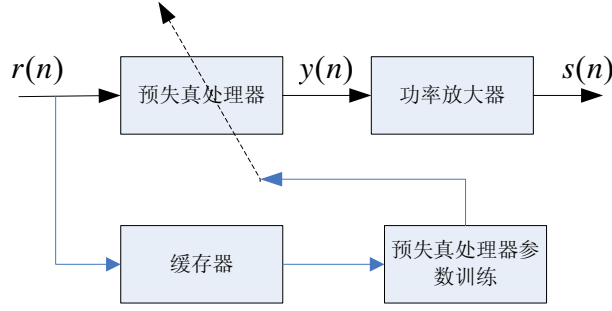 r(n)
预失真处理器
y(n)
功率放大器
s(n)
缓存器
预失真处理器参
数训练